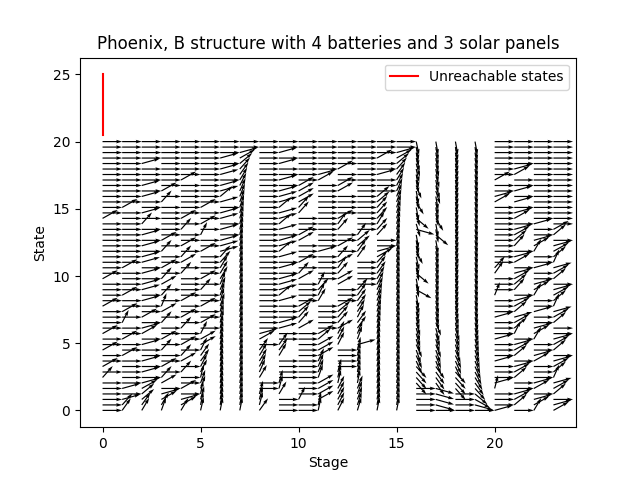 Phoenix, B structure with 4 batteries and 3 solar panels
Unreachable states
25
20
15
10
5
0
State
0 5 10 15 20
Stage